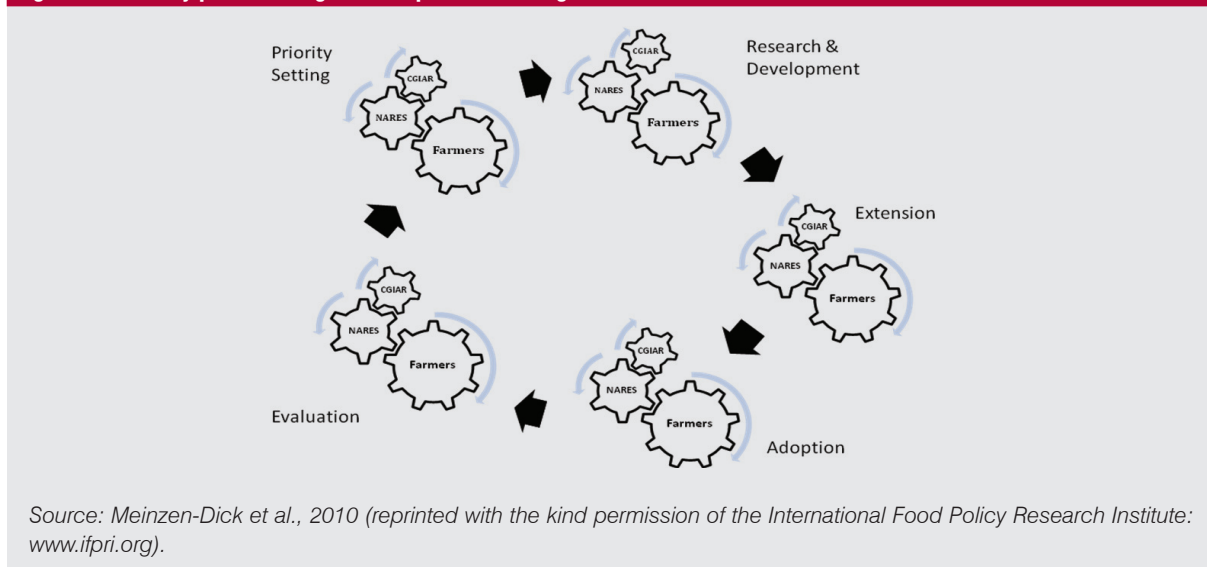 Priority
Setting
CGIAR
NARES
Farmers
CGIAR
NARES
Farmers
Research &
Development
CGIAR
NARES
Farmers
Extension
CGIAR
NARES
Farmers
Adoption
CGIAR
NARES
Farmers
Evaluation
Source: Meinzen-Dick et al., 2010 (reprinted with the kind permission of the International Food Policy Research Institute:
www.ifpri.org).